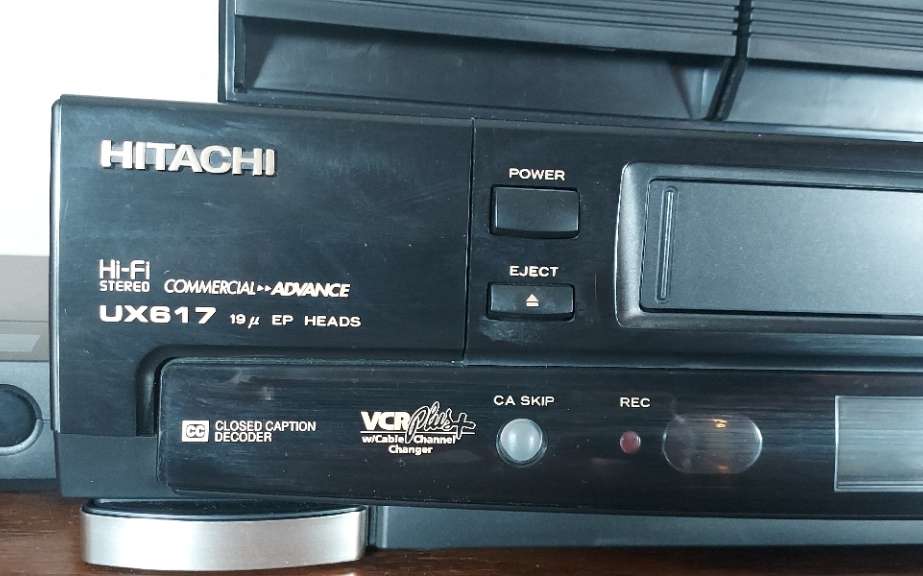 HITACHI
POWER
EJECT
Hi-Fi
STEREO COMMERCIAL ▸▸ ADVANCE
UX617 19 μ EP HEADS
CA SKIP
REC
CC CLOSED CAPTION
DECODER
VCR Plus+
w/Cable Channel
Changer